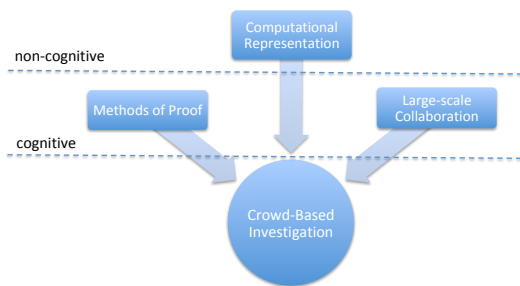 Computational
Representation
non-cognitive
Methods of Proof
Large-scale
Collaboration
cognitive
Crowd-Based
Investigation